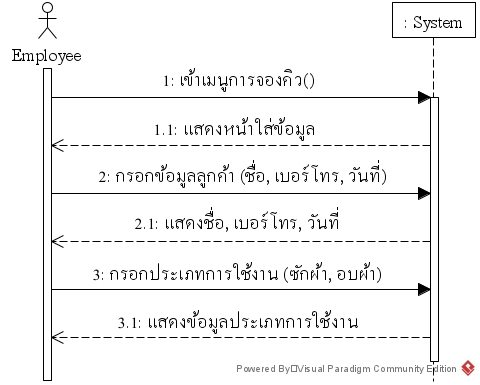 : System
Employee
1: เข้าเมนูการจองคิว()
1.1: แสดงหน้าใส่ข้อมูล
2: กรอกข้อมูลลูกค้า (ชื่อ, เบอร์โทร, วันที่)
2.1: แสดงชื่อ, เบอร์โทร, วันที่
3: กรอกประเภทการใช้งาน (ซักผ้า, อบผ้า)
3.1: แสดงข้อมูลประเภทการใช้งาน
Powered By Visual Paradigm Community Edition